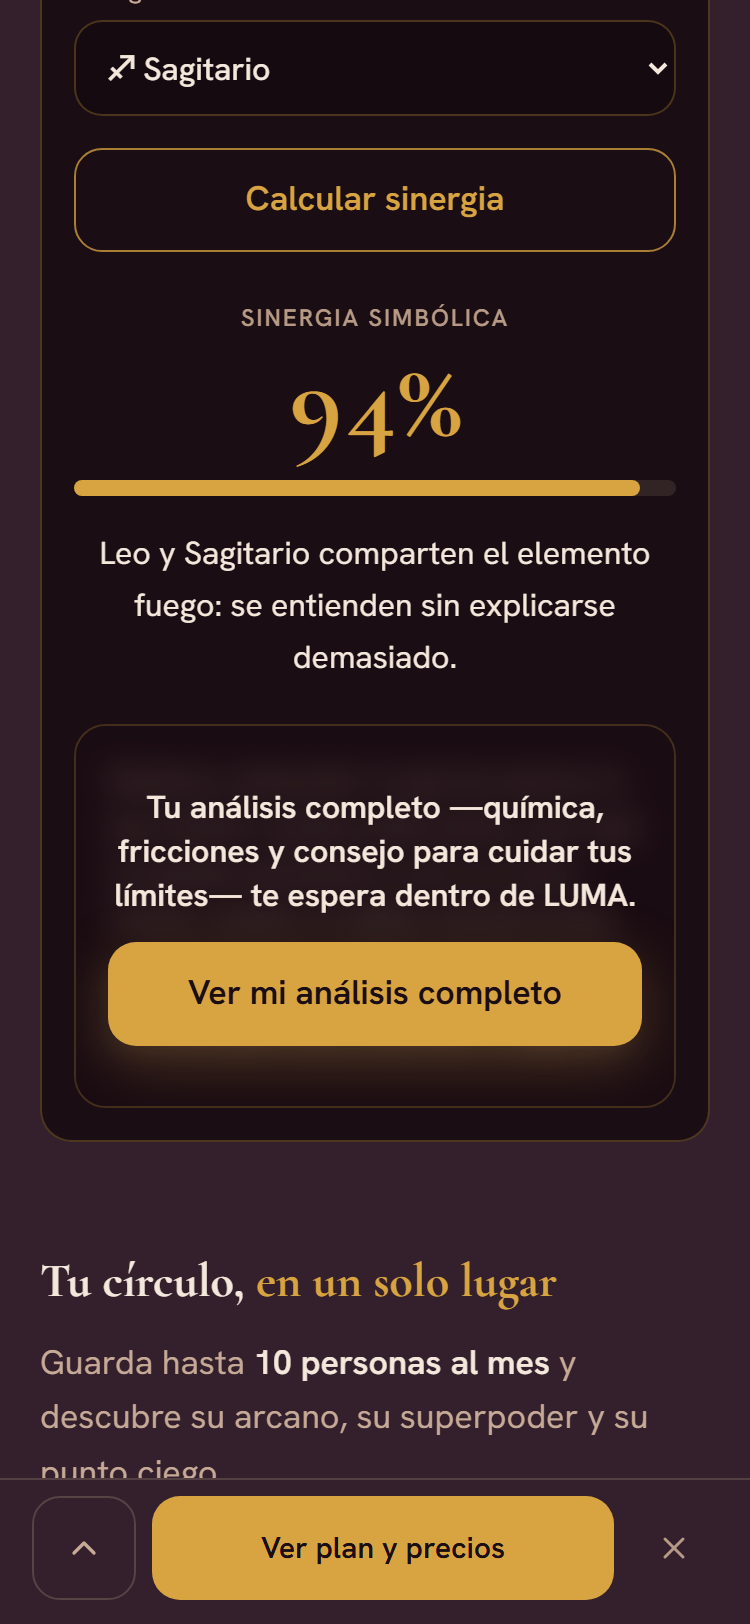 ♐ Sagitario
Calcular sinergia
SINERGIA SIMBÓLICA
94%
Leo y Sagitario comparten el elemento
fuego: se entienden sin explicarse
demasiado.
Tu análisis completo —química,
fricciones y consejo para cuidar tus
límites— te espera dentro de LUMA.
Ver mi análisis completo
Tu círculo, en un solo lugar
Guarda hasta 10 personas al mes y
descubre su arcano, su superpoder y su
punto ciego.
Ver plan y precios